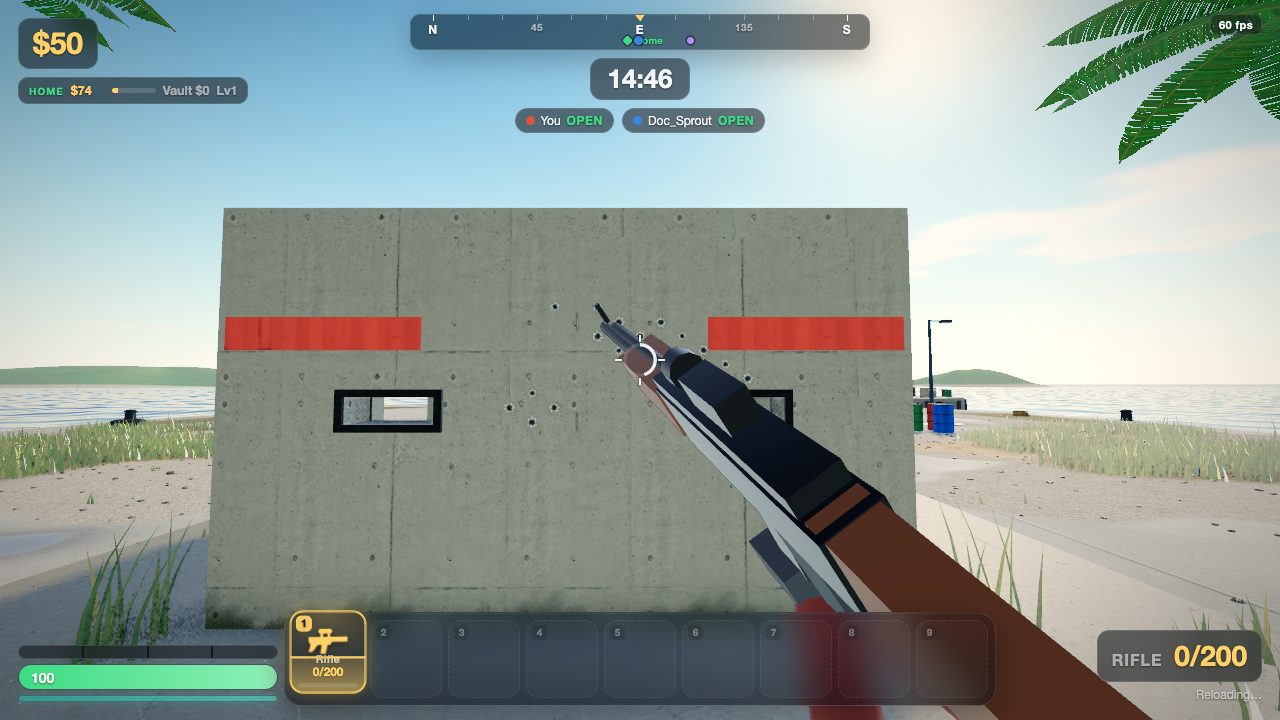 $50
HOME $74 Vault $0 Lv1
N 45 E 135 S
14:46
You OPEN
Doc_Sprout OPEN
60 fps
1 2 3 4 5 6 7 8 9
Rifle
0/200
100
RIFLE 0/200
Reloading...